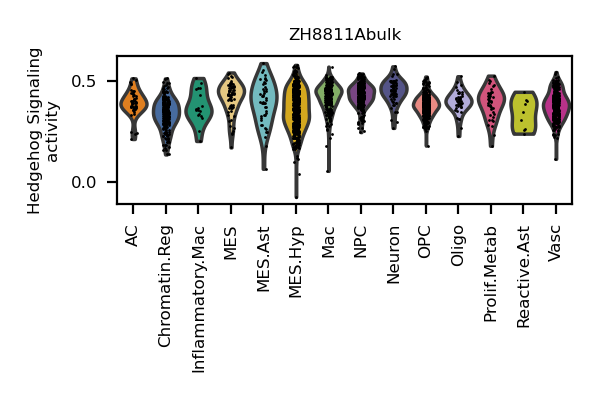 ZH8811Abulk
Hedgehog Signaling
activity
0.5
0.0
AC
Chromatin.Reg
Inflammatory.Mac
MES
MES.Ast
MES.Hyp
Mac
NPC
Neuron
OPC
Oligo
Prolif.Metab
Reactive.Ast
Vasc